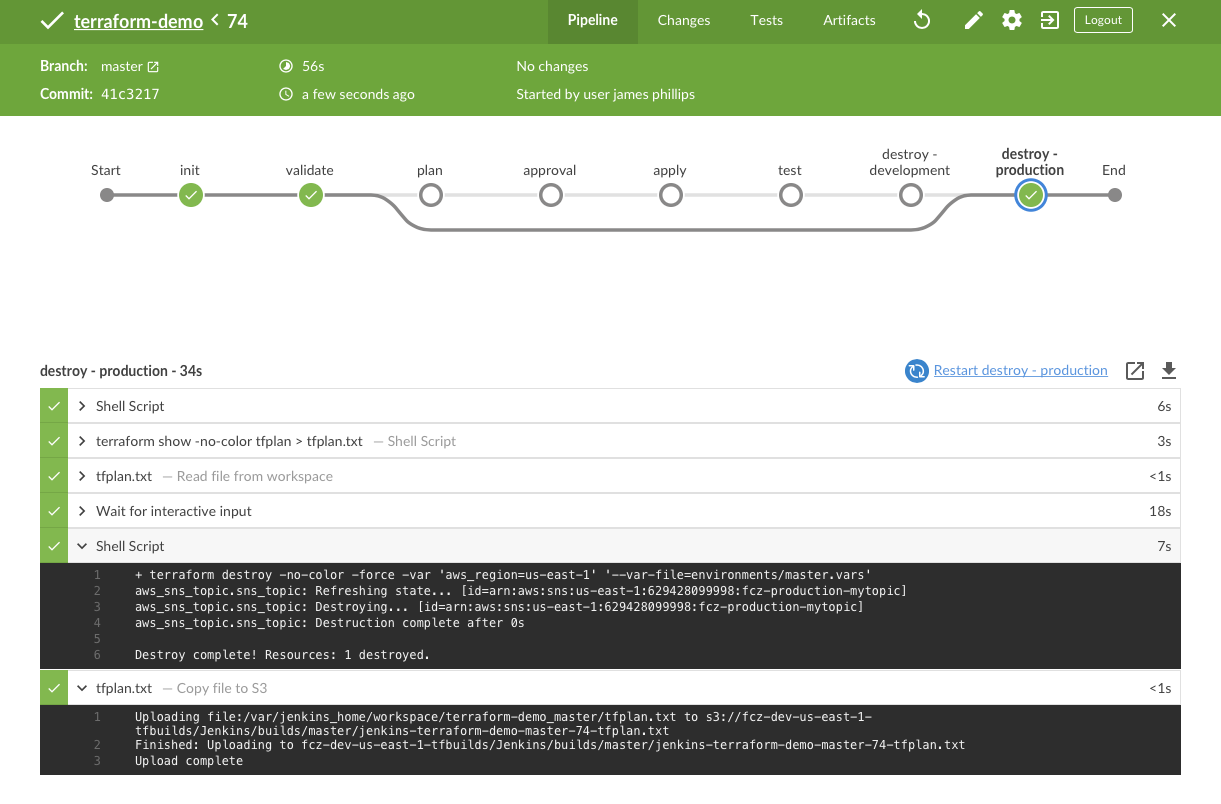 terraform-demo < 74
Pipeline
Changes
Tests
Artifacts
Logout
Branch: master
56s
No changes
Commit: 41c3217
a few seconds ago
Started by user james phillips
Start
init
validate
plan
approval
apply
test
destroy -
development
destroy -
production
End
destroy - production - 34s
Restart destroy - production
Shell Script
6s
terraform show -no-color tfplan > tfplan.txt — Shell Script
3s
tfplan.txt — Read file from workspace
<1s
Wait for interactive input
18s
Shell Script
7s
1 + terraform destroy -no-color -force -var 'aws_region=us-east-1' '--var-file=environments/master.vars'
2 aws_sns_topic.sns_topic: Refreshing state... [id=arn:aws:sns:us-east-1:629428099998:fcz-production-mytopic]
3 aws_sns_topic.sns_topic: Destroying... [id=arn:aws:sns:us-east-1:629428099998:fcz-production-mytopic]
4 aws_sns_topic.sns_topic: Destruction complete after 0s
5
6 Destroy complete! Resources: 1 destroyed.
tfplan.txt — Copy file to S3
<1s
1 Uploading file:/var/jenkins_home/workspace/terraform-demo_master/tfplan.txt to s3://fcz-dev-us-east-1-
tfbuilds/Jenkins/builds/master/jenkins-terraform-demo-master-74-tfplan.txt
2 Finished: Uploading to fcz-dev-us-east-1-tfbuilds/Jenkins/builds/master/jenkins-terraform-demo-master-74-tfplan.txt
3 Upload complete